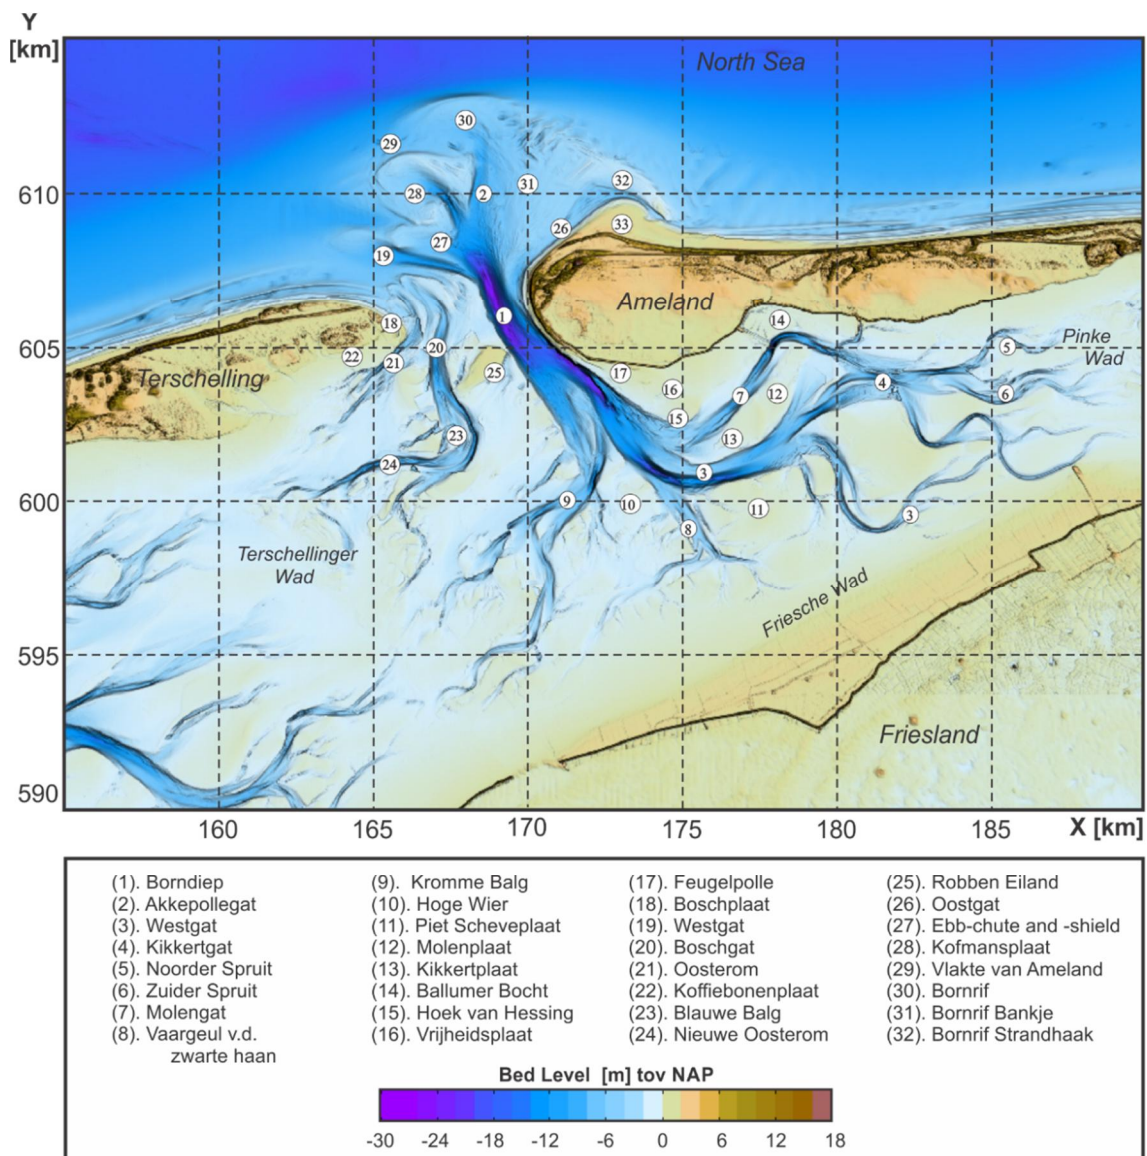 Y
[km]
North Sea
30
29
31
32
610
28
2
33
26
27
19
Ameland
1
18
14
605
20
Pinke
Wad
5
22
21
Terschelling
25
17
16
4
7
12
6
15
23
13
24
3
600
9
10
11
3
8
Terschellinger
Wad
Friesche Wad
595
Friesland
590
160
165
170
175
180
185
X [km]
(1). Borndiep
(2). Akkepollegat
(3). Westgat
(4). Kikkertgat
(5). Noorder Spruit
(6). Zuider Spruit
(7). Molengat
(8). Vaargeul v.d.
zwarte haan
(9). Kromme Balg
(10). Hoge Wier
(11). Piet Scheveplaat
(12). Molenplaat
(13). Kikkertplaat
(14). Ballumer Bocht
(15). Hoek van Hessing
(16). Vrijheidsplaat
(17). Feugelpolle
(18). Boschplaat
(19). Westgat
(20). Boschgat
(21). Oosterom
(22). Koffiebonenplaat
(23). Blauwe Balg
(24). Nieuwe Oosterom
(25). Robben Eiland
(26). Oostgat
(27). Ebb-chute and -shield
(28). Kofmansplaat
(29). Vlakte van Ameland
(30). Bornrif
(31). Bornrif Bankje
(32). Bornrif Strandhaak
Bed Level [m] tov NAP
-30 -24 -18 -12 -6 0 6 12 18